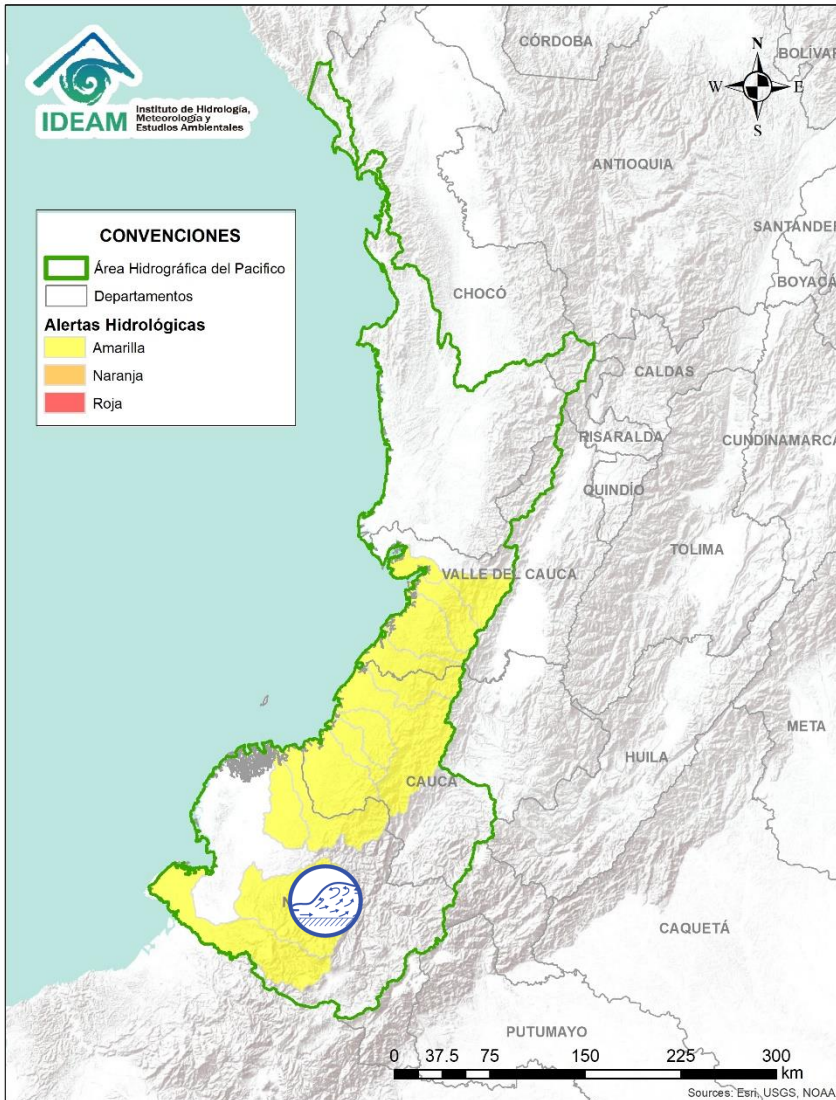 IDEAM
Instituto de Hidrología,
Meteorología y
Estudios Ambientales
CÓRDOBA
BOLÍVAR
N
W
E
S
ANTIOQUIA
SANTANDER
BOYACÁ
CONVENCIONES
Área Hidrográfica del Pacifico
Departamentos
Alertas Hidrológicas
Amarilla
Naranja
Roja
CHOCÓ
CALDAS
RISARALDA
CUNDINAMARCA
QUINDÍO
TOLIMA
VALLE DEL CAUCA
META
HUILA
CAUCA
N
CAQUETÁ
PUTUMAYO
0 37.5 75 150 225 300
km
Sources: Esri, USGS, NOAA